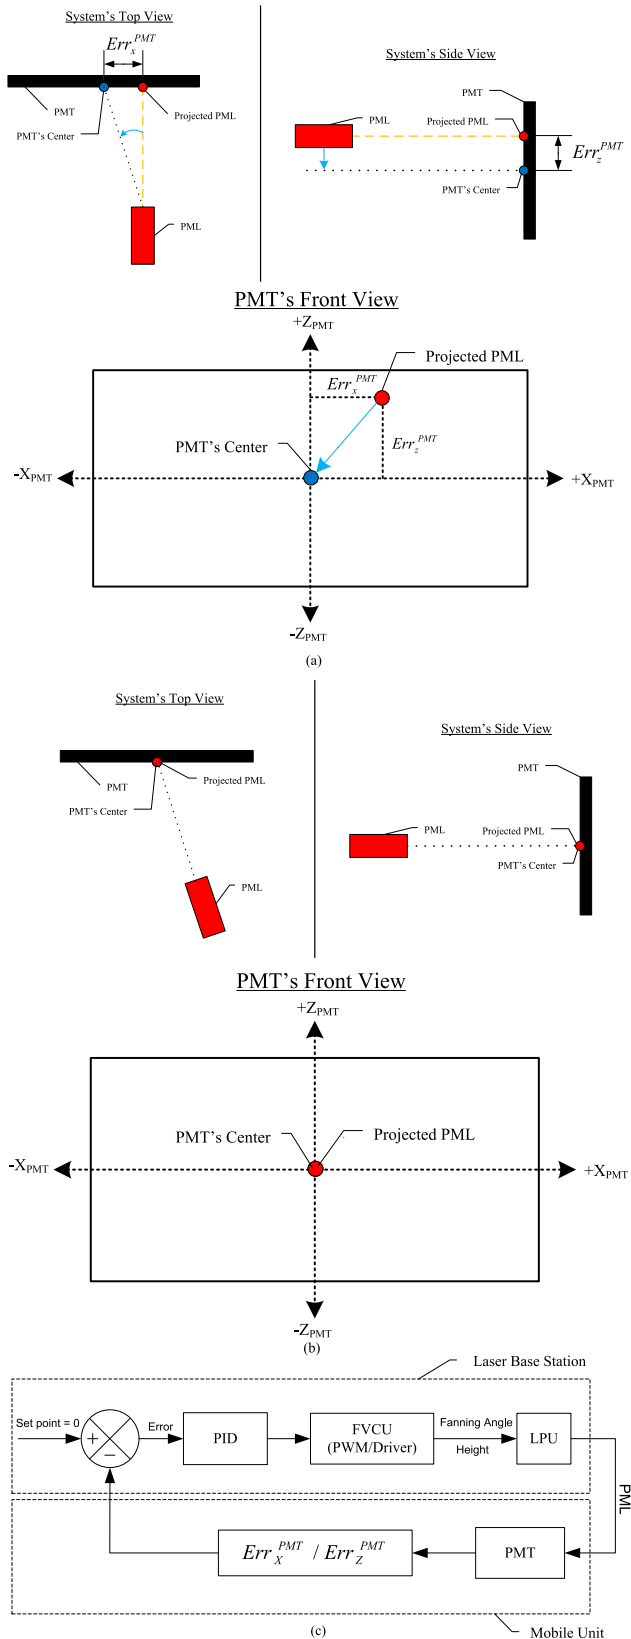 System's Top View
Err_x^PMT
PMT
Projected PML
PMT's Center
PML
System's Side View
PMT
PML
Projected PML
Err_z^PMT
PMT's Center
PMT's Front View
+Z_PMT
Projected PML
Err_x^PMT
PMT's Center
Err_z^PMT
-X_PMT
+X_PMT
-Z_PMT
(a)
System's Top View
PMT
Projected PML
PMT's Center
PML
System's Side View
PMT
PML
Projected PML
PMT's Center
PMT's Front View
+Z_PMT
PMT's Center
Projected PML
-X_PMT
+X_PMT
-Z_PMT
(b)
Laser Base Station
Set point = 0
+
−
Error
PID
FVCU
(PWM/Driver)
Fanning Angle
Height
LPU
PML
Err_X^PMT / Err_Z^PMT
PMT
Mobile Unit
(c)